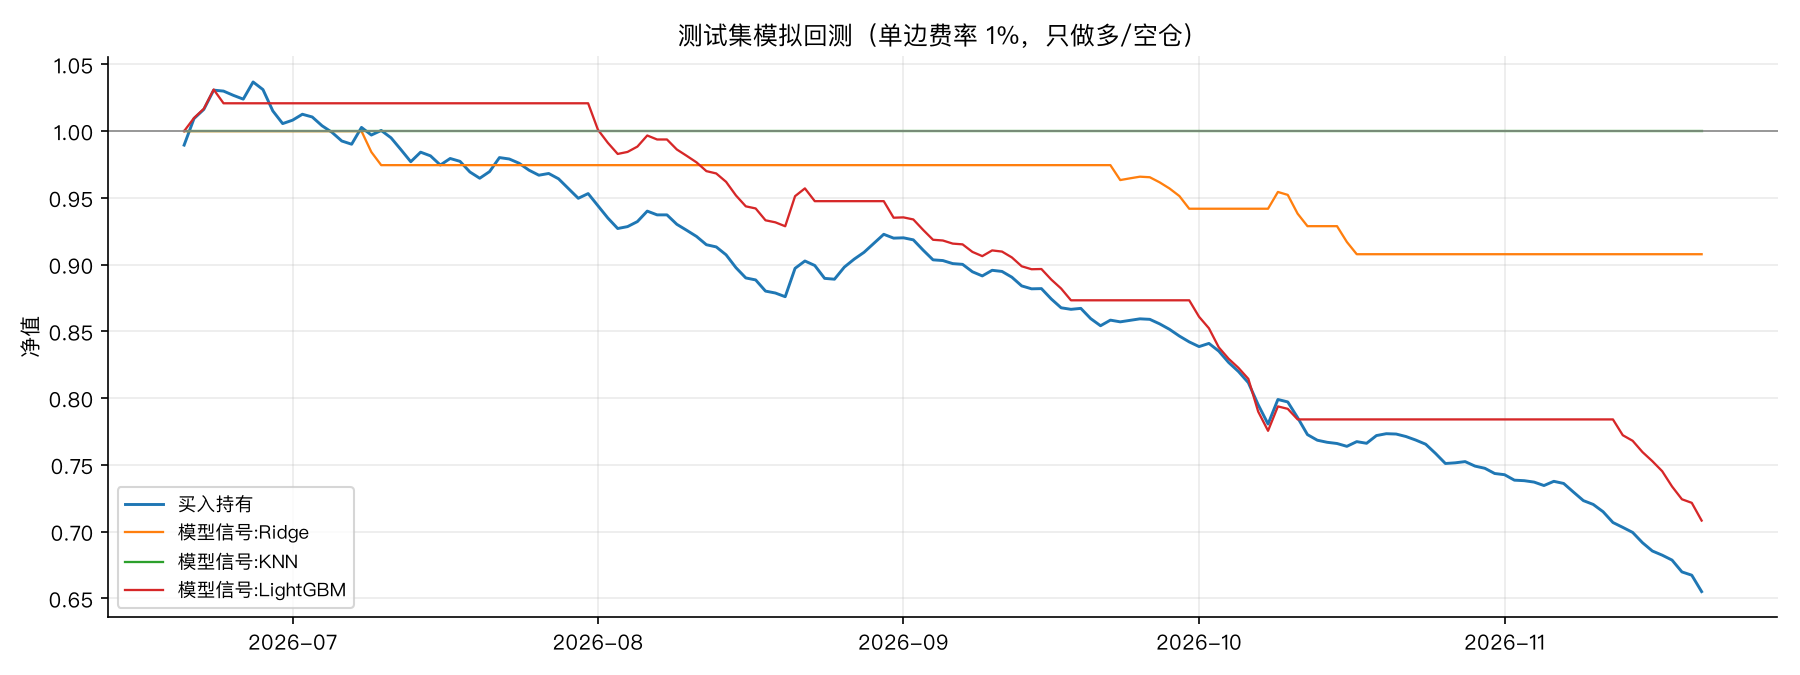 测试集模拟回测（单边费率 1%，只做多/空仓）
净值
1.05
1.00
0.95
0.90
0.85
0.80
0.75
0.70
0.65
买入持有
模型信号:Ridge
模型信号:KNN
模型信号:LightGBM
2026-07
2026-08
2026-09
2026-10
2026-11